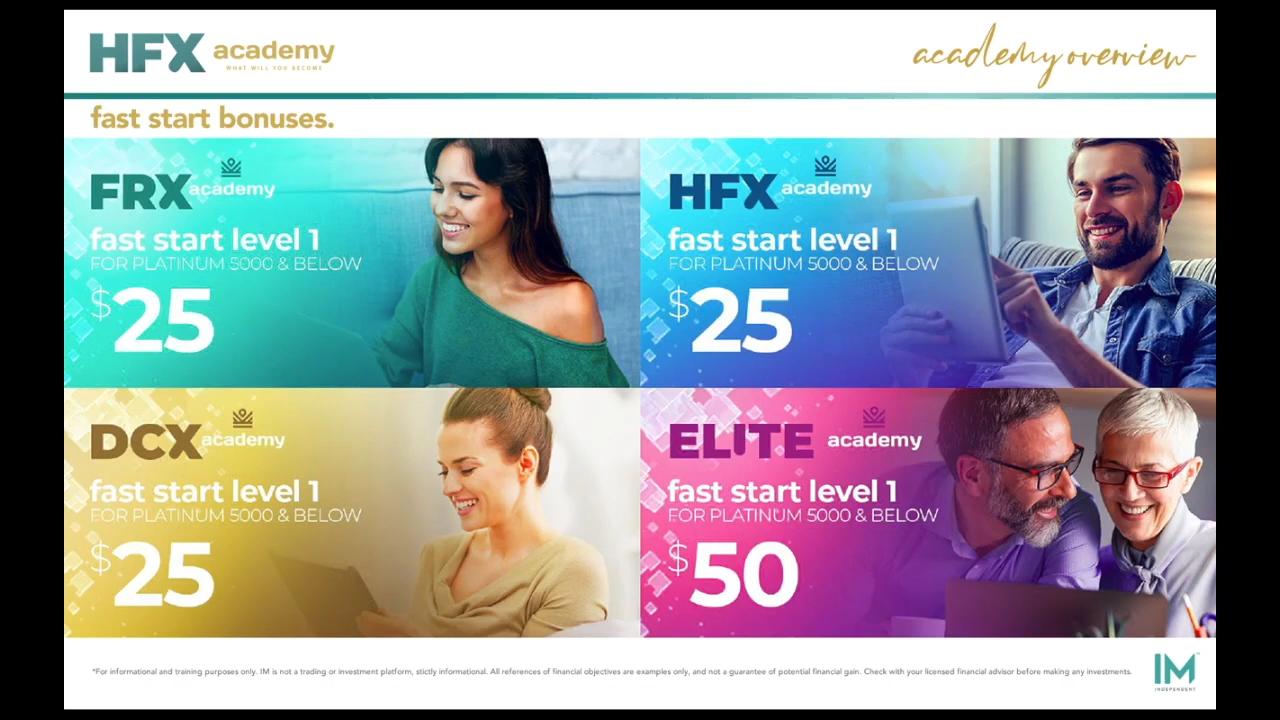 HFX academy
WHAT WILL YOU BECOME
academy overview
fast start bonuses.
FRX academy
fast start level 1
FOR PLATINUM 5000 & BELOW
$25
HFX academy
fast start level 1
FOR PLATINUM 5000 & BELOW
$25
DCX academy
fast start level 1
FOR PLATINUM 5000 & BELOW
$25
ELITE academy
fast start level 1
FOR PLATINUM 5000 & BELOW
$50
*For informational and training purposes only. IM is not a trading or investment platform, stictly informational. All references of financial objectives are examples only, and not a guarantee of potential financial gain. Check with your licensed financial advisor before making any investments.
IM
INDEPENDENT